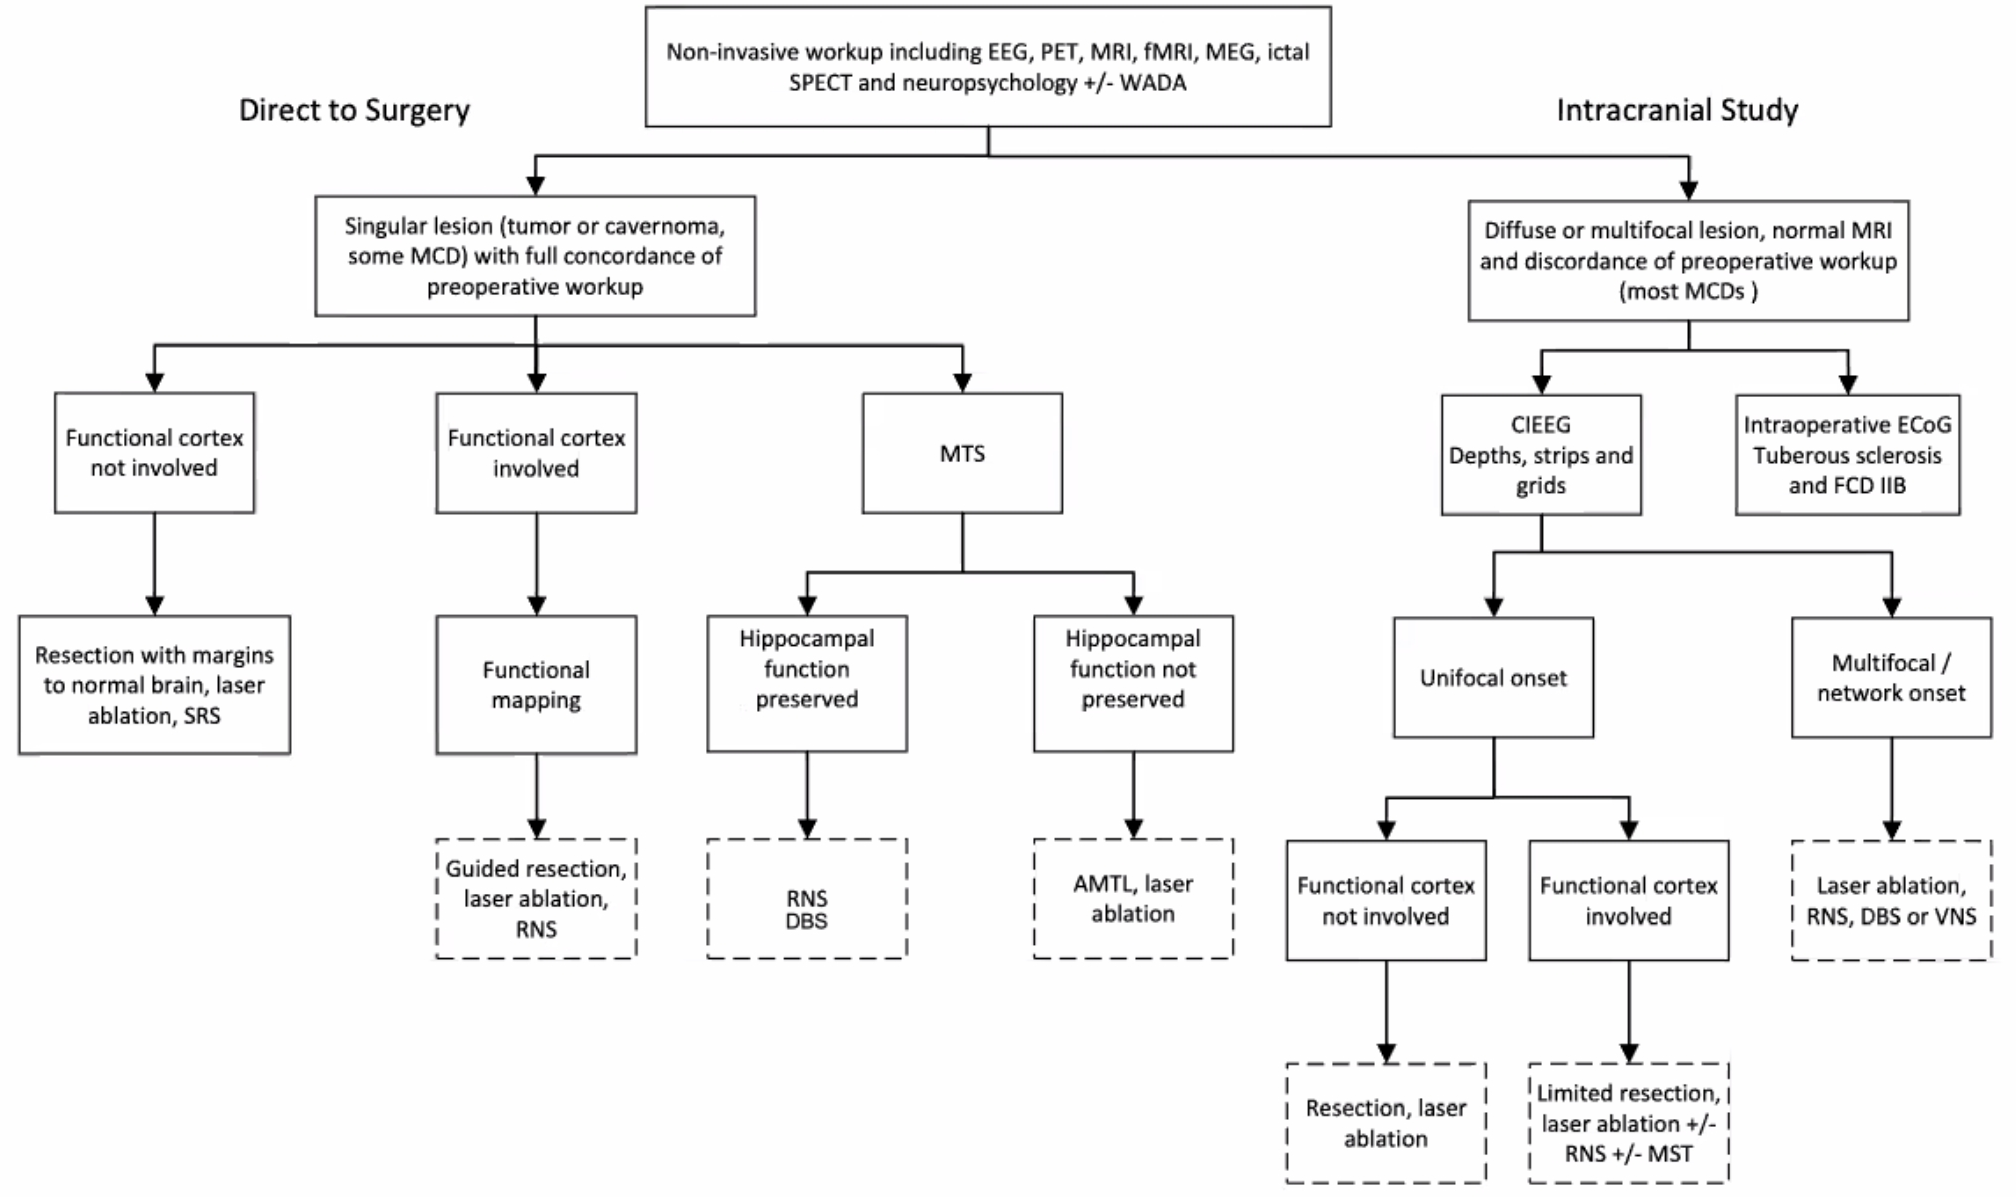 Non-invasive workup including EEG, PET, MRI, fMRI, MEG, ictal
SPECT and neuropsychology +/- WADA
Direct to Surgery
Intracranial Study
Singular lesion (tumor or cavernoma,
some MCD) with full concordance of
preoperative workup
Diffuse or multifocal lesion, normal MRI
and discordance of preoperative workup
(most MCDs )
Functional cortex
not involved
Functional cortex
involved
MTS
CIEEG
Depths, strips and
grids
Intraoperative ECoG
Tuberous sclerosis
and FCD IIB
Resection with margins
to normal brain, laser
ablation, SRS
Functional
mapping
Hippocampal
function
preserved
Hippocampal
function not
preserved
Unifocal onset
Multifocal /
network onset
Guided resection,
laser ablation,
RNS
RNS
DBS
AMTL, laser
ablation
Functional cortex
not involved
Functional cortex
involved
Laser ablation,
RNS, DBS or VNS
Resection, laser
ablation
Limited resection,
laser ablation +/-
RNS +/- MST